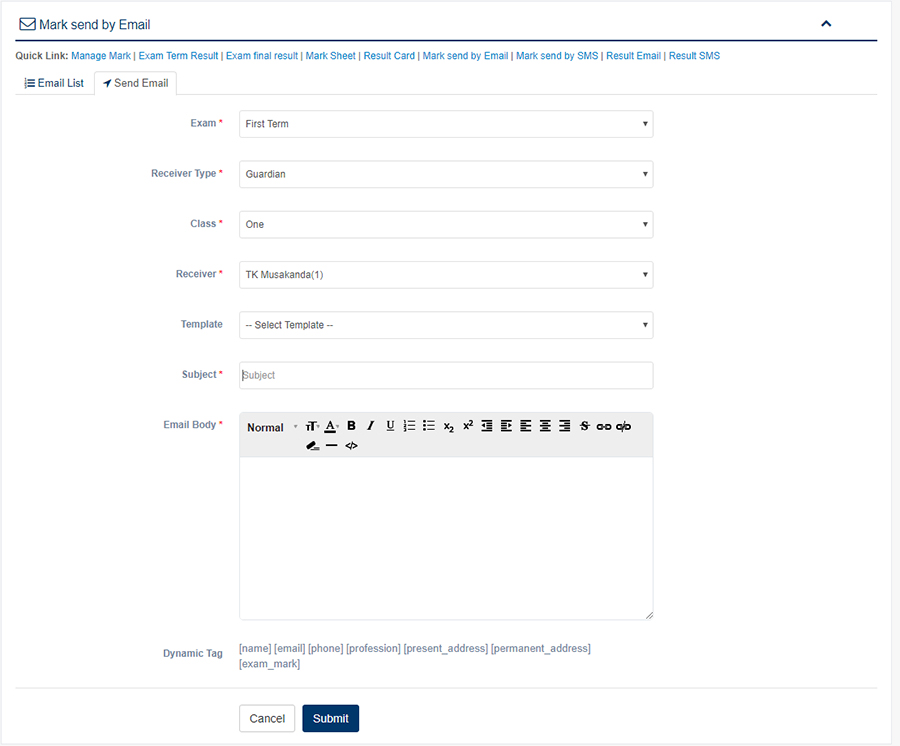 Mark send by Email
Quick Link: Manage Mark | Exam Term Result | Exam final result | Mark Sheet | Result Card | Mark send by Email | Mark send by SMS | Result Email | Result SMS
Email List Send Email
Exam * First Term
Receiver Type * Guardian
Class * One
Receiver * TK Musakanda(1)
Template -- Select Template --
Subject * Subject
Email Body * Normal
Dynamic Tag [name] [email] [phone] [profession] [present_address] [permanent_address]
[exam_mark]
Cancel Submit